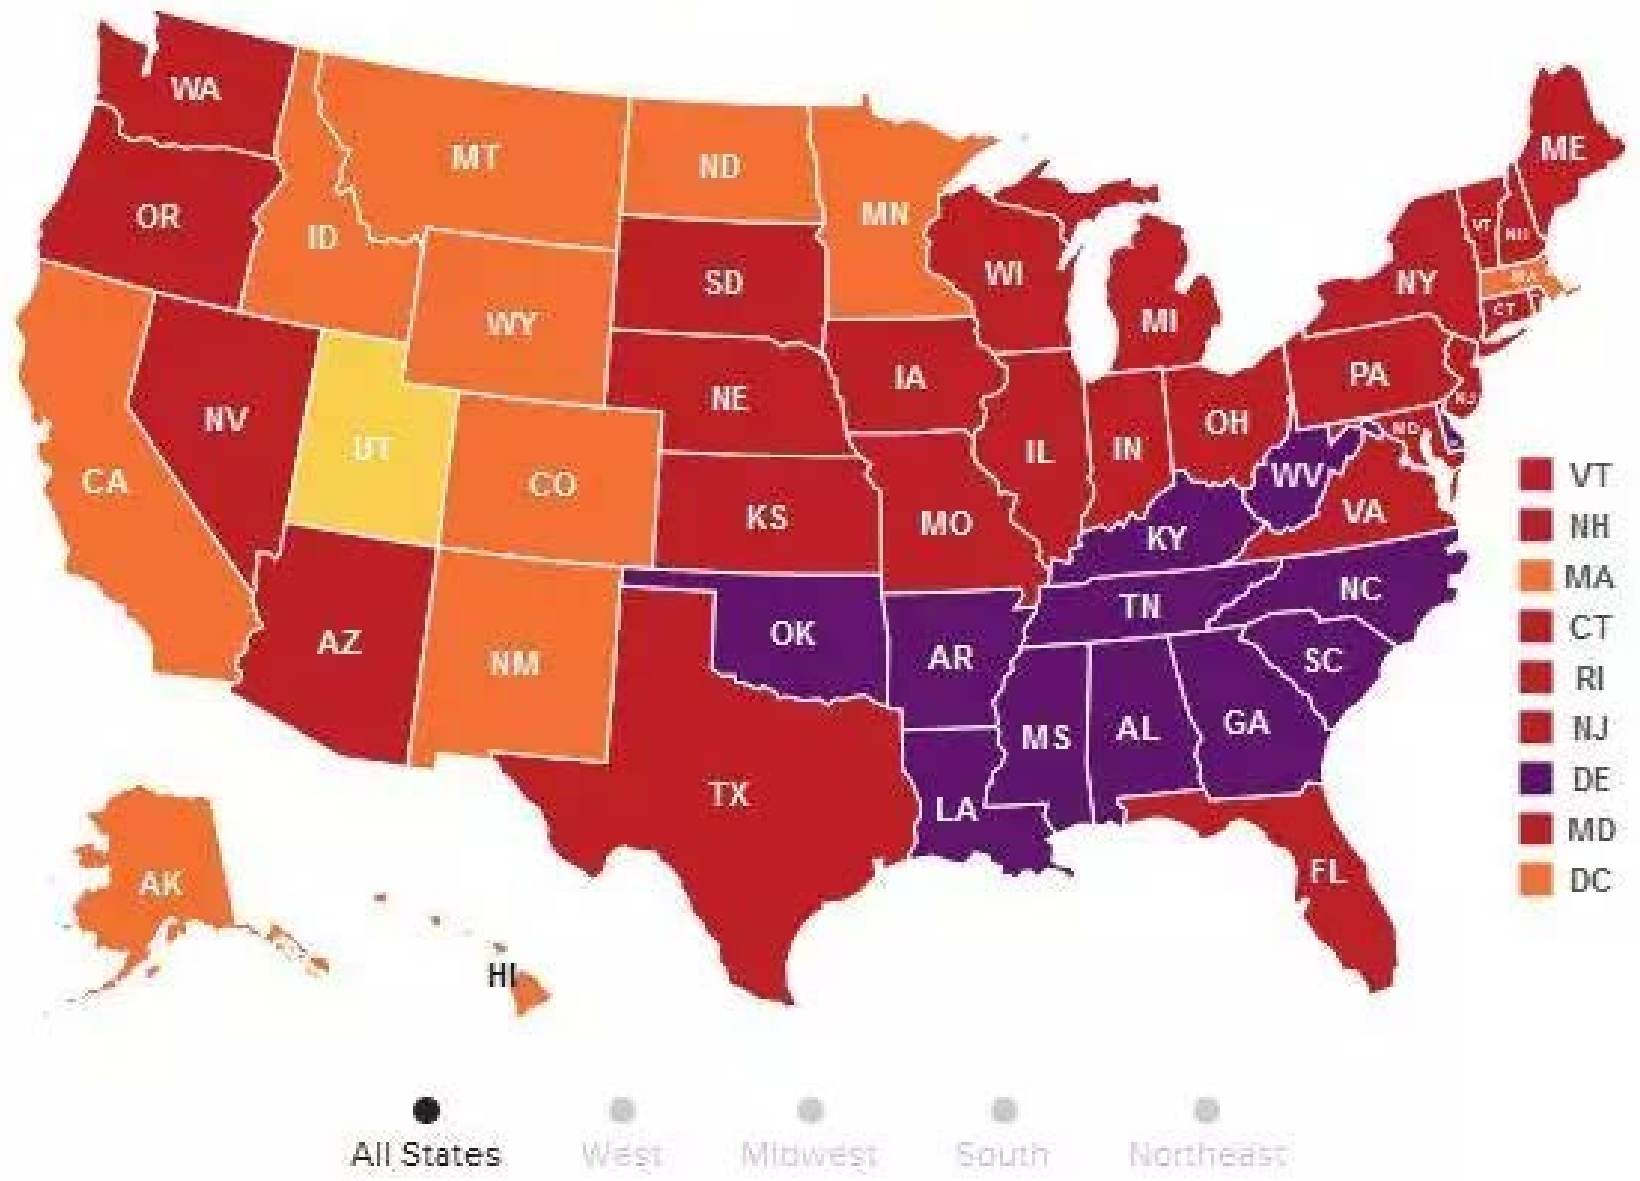 WA
ME
MT
ND
OR
MN
VT
NH
ID
WI
SD
NY
MA
WY
CT
MI
IA
PA
NE
NJ
NV
OH
MD
UT
IL
IN
CA
CO
WV
VT
KS
MO
VA
NH
KY
MA
NC
TN
CT
OK
AZ
AR
SC
NM
RI
GA
MS
AL
NJ
DE
TX
LA
MD
FL
AK
DC
HI
All States
West
Midwest
South
Northeast